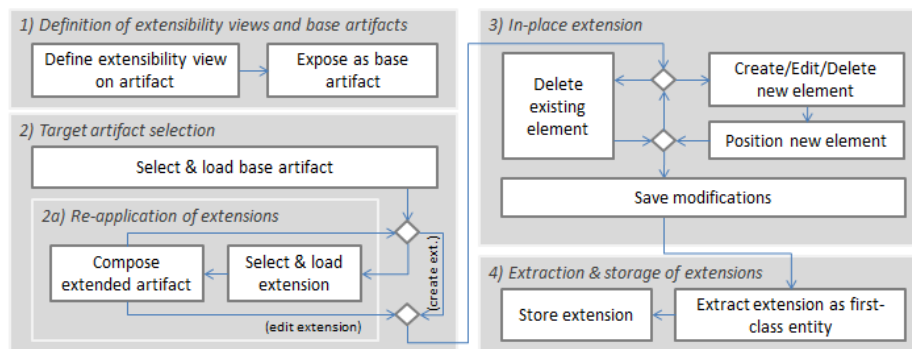 1) Definition of extensibility views and base artifacts
Define extensibility view
on artifact
Expose as base
artifact
2) Target artifact selection
Select & load base artifact
2a) Re-application of extensions
Compose
extended artifact
Select & load
extension
(create ext.)
(edit extension)
3) In-place extension
Delete
existing
element
Create/Edit/Delete
new element
Position new element
Save modifications
4) Extraction & storage of extensions
Store extension
Extract extension as first-
class entity